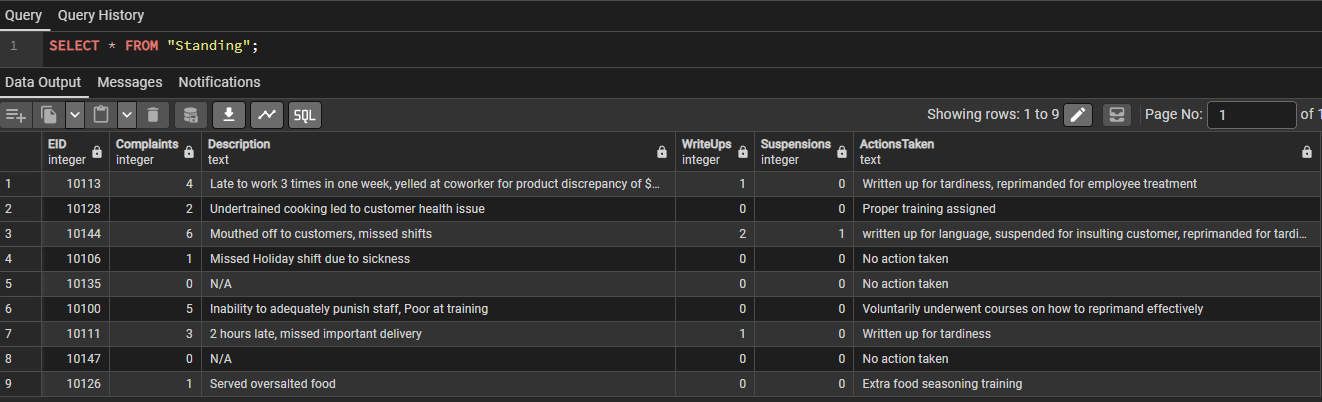 Query Query History
1 SELECT * FROM "Standing";
Data Output Messages Notifications
SQL Showing rows: 1 to 9 Page No: 1 of 1
EID Complaints Description WriteUps Suspensions ActionsTaken
integer integer text integer integer text
1 10113 4 Late to work 3 times in one week, yelled at coworker for product discrepancy of $... 1 0 Written up for tardiness, reprimanded for employee treatment
2 10128 2 Undertrained cooking led to customer health issue 0 0 Proper training assigned
3 10144 6 Mouthed off to customers, missed shifts 2 1 written up for language, suspended for insulting customer, reprimanded for tardi...
4 10106 1 Missed Holiday shift due to sickness 0 0 No action taken
5 10135 0 N/A 0 0 No action taken
6 10100 5 Inability to adequately punish staff, Poor at training 0 0 Voluntarily underwent courses on how to reprimand effectively
7 10111 3 2 hours late, missed important delivery 1 0 Written up for tardiness
8 10147 0 N/A 0 0 No action taken
9 10126 1 Served oversalted food 0 0 Extra food seasoning training